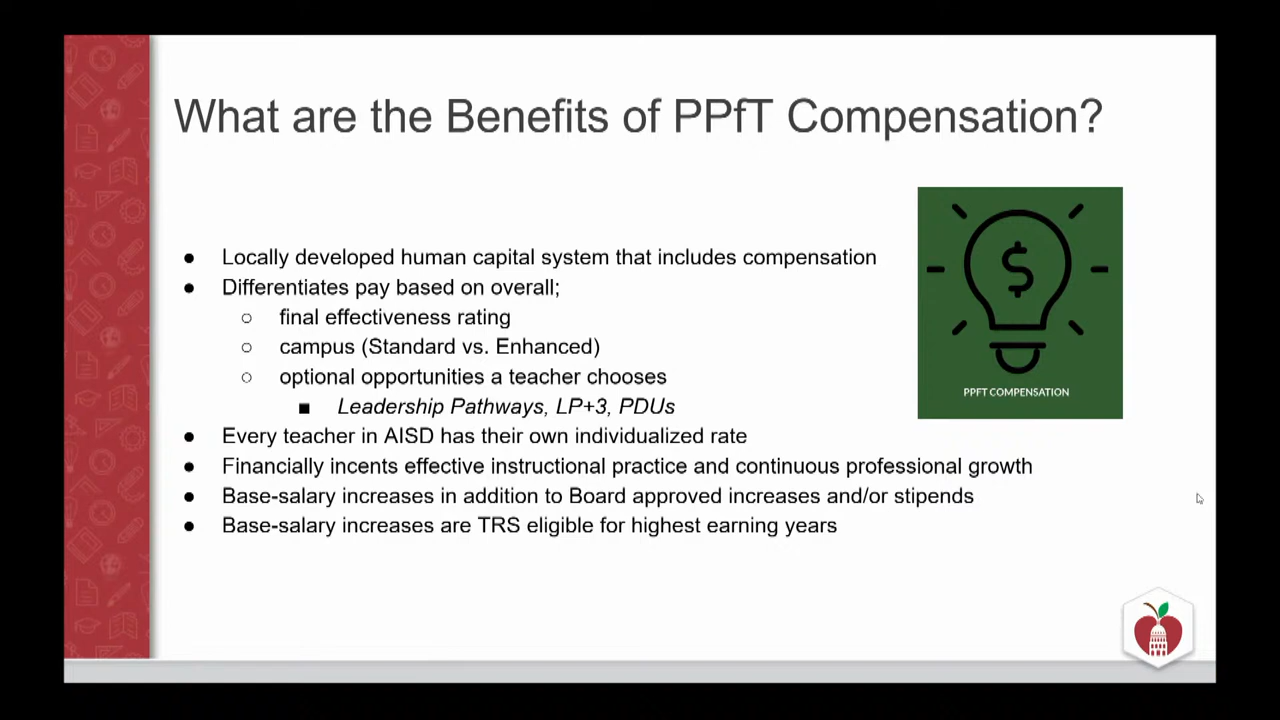 What are the Benefits of PPfT Compensation?
● Locally developed human capital system that includes compensation
● Differentiates pay based on overall;
○ final effectiveness rating
○ campus (Standard vs. Enhanced)
○ optional opportunities a teacher chooses
■ Leadership Pathways, LP+3, PDUs
● Every teacher in AISD has their own individualized rate
● Financially incents effective instructional practice and continuous professional growth
● Base-salary increases in addition to Board approved increases and/or stipends
● Base-salary increases are TRS eligible for highest earning years
$
PPFT COMPENSATION